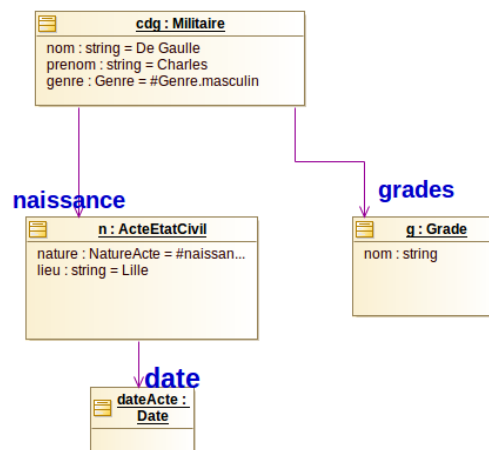 cdg : Militaire
nom : string = De Gaulle
prenom : string = Charles
genre : Genre = #Genre.masculin
naissance
grades
n : ActeEtatCivil
nature : NatureActe = #naissan...
lieu : string = Lille
g : Grade
nom : string
date
dateActe :
Date